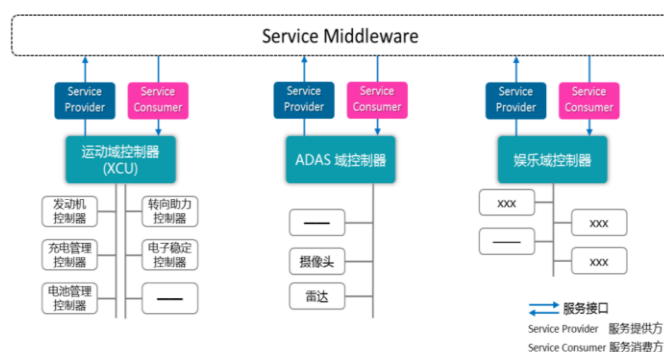 Service Middleware
Service
Provider
Service
Consumer
Service
Provider
Service
Consumer
Service
Provider
Service
Consumer
运动域控制器
(XCU)
ADAS 域控制器
娱乐域控制器
发动机
控制器
转向助力
控制器
充电管理
控制器
电子稳定
控制器
电池管理
控制器
——
——
摄像头
雷达
xxx
xxx
——
xxx
服务接口
Service Provider 服务提供方
Service Consumer 服务消费方